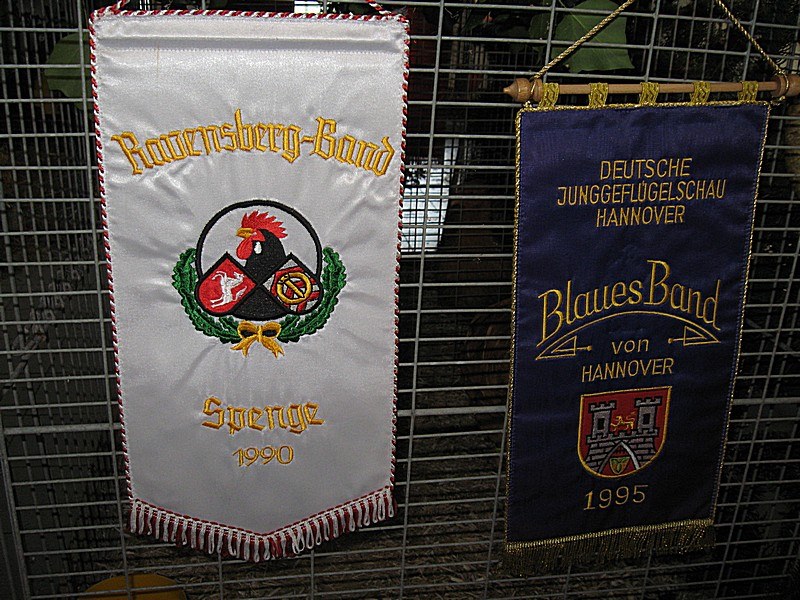 Ravensberg-Band
Spenge
1990
DEUTSCHE
JUNGGEFLÜGELSCHAU
HANNOVER
Blaues Band
von
HANNOVER
1995